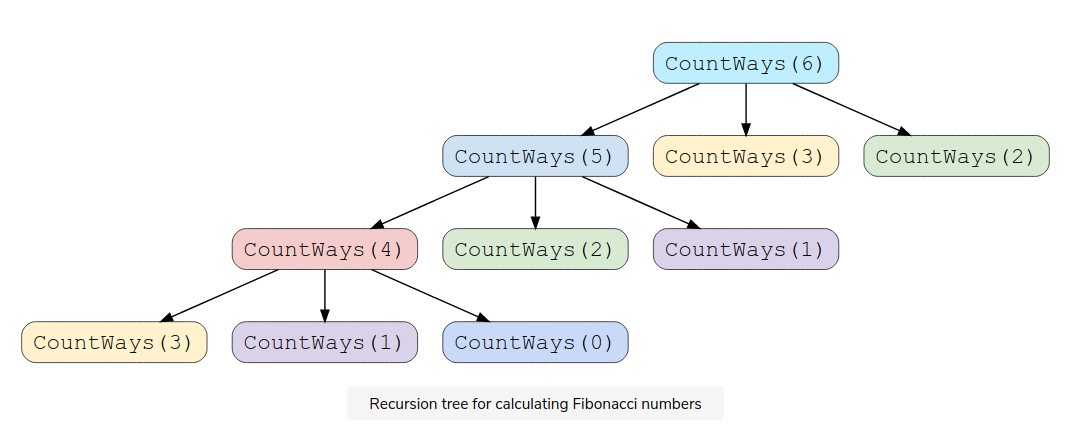 CountWays(6)
CountWays(5)
CountWays(3)
CountWays(2)
CountWays(4)
CountWays(2)
CountWays(1)
CountWays(3)
CountWays(1)
CountWays(0)
Recursion tree for calculating Fibonacci numbers